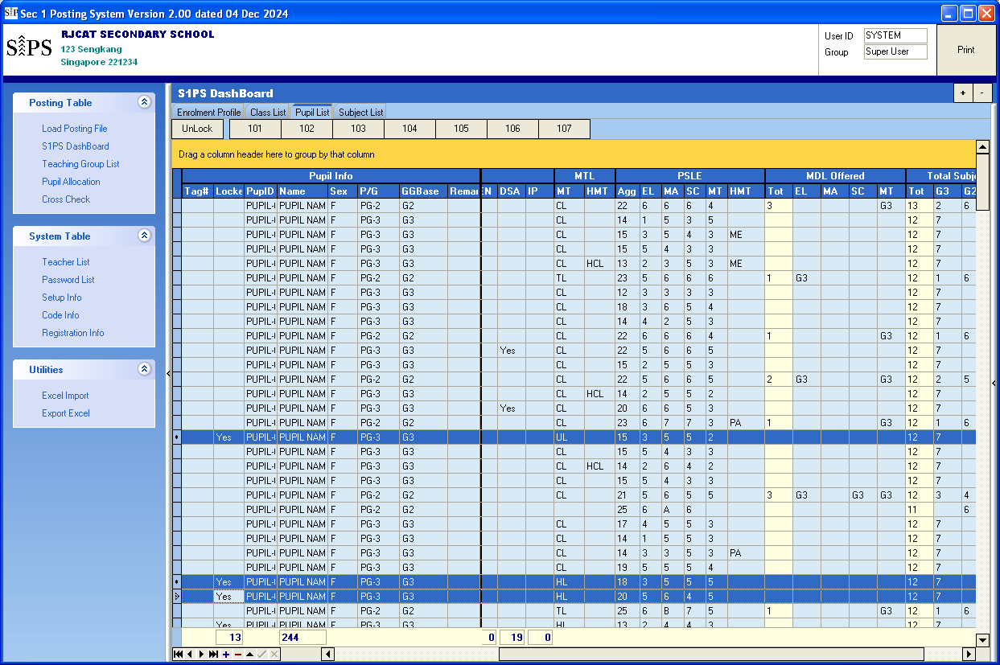 S1PS Sec 1 Posting System Version 2.00 dated 04 Dec 2024
S1PS
RJCAT SECONDARY SCHOOL
123 Sengkang
Singapore 221234
User ID SYSTEM
Group Super User
Print
Posting Table
Load Posting File
S1PS DashBoard
Teaching Group List
Pupil Allocation
Cross Check
System Table
Teacher List
Password List
Setup Info
Code Info
Registration Info
Utilities
Excel Import
Export Excel
S1PS DashBoard + -
Enrolment Profile Class List Pupil List Subject List
UnLock 101 102 103 104 105 106 107
Drag a column header here to group by that column
Pupil Info MTL PSLE MDL Offered Total Subje
Tag# Locke PupID Name Sex P/G GGBase Remar EN DSA IP MT HMT Agg EL MA SC MT HMT Tot EL MA SC MT Tot G3 G2
PUPIL-( PUPIL NAM F PG-2 G2 CL 22 6 6 6 4 3 G3 13 2 6
PUPIL-( PUPIL NAM F PG-3 G3 CL 14 1 5 3 5 12 7
PUPIL-( PUPIL NAM F PG-3 G3 CL 15 3 5 4 3 ME 12 7
PUPIL-( PUPIL NAM F PG-3 G3 CL 15 5 4 3 3 12 7
PUPIL-( PUPIL NAM F PG-3 G3 CL HCL 13 2 3 5 3 ME 12 7
PUPIL-( PUPIL NAM F PG-2 G2 TL 23 5 6 6 6 1 G3 12 1 6
PUPIL-( PUPIL NAM F PG-3 G3 CL 12 3 3 3 3 12 7
PUPIL-( PUPIL NAM F PG-3 G3 CL 18 3 6 5 4 12 7
PUPIL-( PUPIL NAM F PG-3 G3 CL 14 4 2 5 3 12 7
PUPIL-( PUPIL NAM F PG-2 G2 CL 22 6 6 6 4 1 G3 12 1 6
PUPIL-( PUPIL NAM F PG-3 G3 Yes CL 22 5 6 6 5 12 7
PUPIL-( PUPIL NAM F PG-3 G3 CL 15 2 5 5 3 12 7
PUPIL-( PUPIL NAM F PG-2 G2 CL 22 5 6 6 5 2 G3 G3 12 2 5
PUPIL-( PUPIL NAM F PG-3 G3 CL HCL 14 2 5 5 2 12 7
PUPIL-( PUPIL NAM F PG-3 G3 Yes CL 20 6 6 5 3 12 7
PUPIL-( PUPIL NAM F PG-2 G2 CL 23 6 7 7 3 PA 1 G3 12 1 6
Yes PUPIL-( PUPIL NAM F PG-3 G3 UL 15 3 5 5 2 12 7
PUPIL-( PUPIL NAM F PG-3 G3 CL 15 5 4 3 3 12 7
PUPIL-( PUPIL NAM F PG-3 G3 CL HCL 14 2 6 4 2 12 7
PUPIL-( PUPIL NAM F PG-3 G3 CL 15 5 4 3 3 12 7
PUPIL-( PUPIL NAM F PG-2 G2 CL 21 5 6 5 5 3 G3 G3 G3 12 3 4
PUPIL-( PUPIL NAM F PG-2 G2 25 6 A 6 11 6
PUPIL-( PUPIL NAM F PG-3 G3 CL 17 4 5 5 3 12 7
PUPIL-( PUPIL NAM F PG-3 G3 CL 14 1 5 5 3 12 7
PUPIL-( PUPIL NAM F PG-3 G3 CL 14 3 3 5 3 PA 12 7
PUPIL-( PUPIL NAM F PG-3 G3 CL 19 5 5 5 4 12 7
Yes PUPIL-( PUPIL NAM F PG-3 G3 HL 18 3 5 5 5 12 7
Yes PUPIL-( PUPIL NAM F PG-3 G3 HL 20 5 6 4 5 12 7
PUPIL-( PUPIL NAM F PG-2 G2 TL 25 6 B 7 5 1 G3 12 1 6
Yes PUPIL-( PUPIL NAM F PG-3 G3 HL 13 2 4 4 3 12 7
13 244 0 19 0